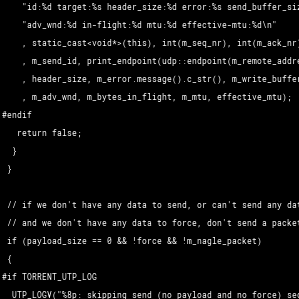 "id:%d target:%s header_size:%d error:%s send_buffer_siz
"adv_wnd:%d in-flight:%d mtu:%d effective-mtu:%d\n"
, static_cast<void*>(this), int(m_seq_nr), int(m_ack_nr)
, m_send_id, print_endpoint(udp::endpoint(m_remote_addre
, header_size, m_error.message().c_str(), m_write_buffer
, m_adv_wnd, m_bytes_in_flight, m_mtu, effective_mtu);
#endif
return false;
}
}
// if we don't have any data to send, or can't send any dat
// and we don't have any data to force, don't send a packet
if (payload_size == 0 && !force && !m_nagle_packet)
{
#if TORRENT_UTP_LOG
UTP_LOGV("%8p: skipping send (no payload and no force) seq